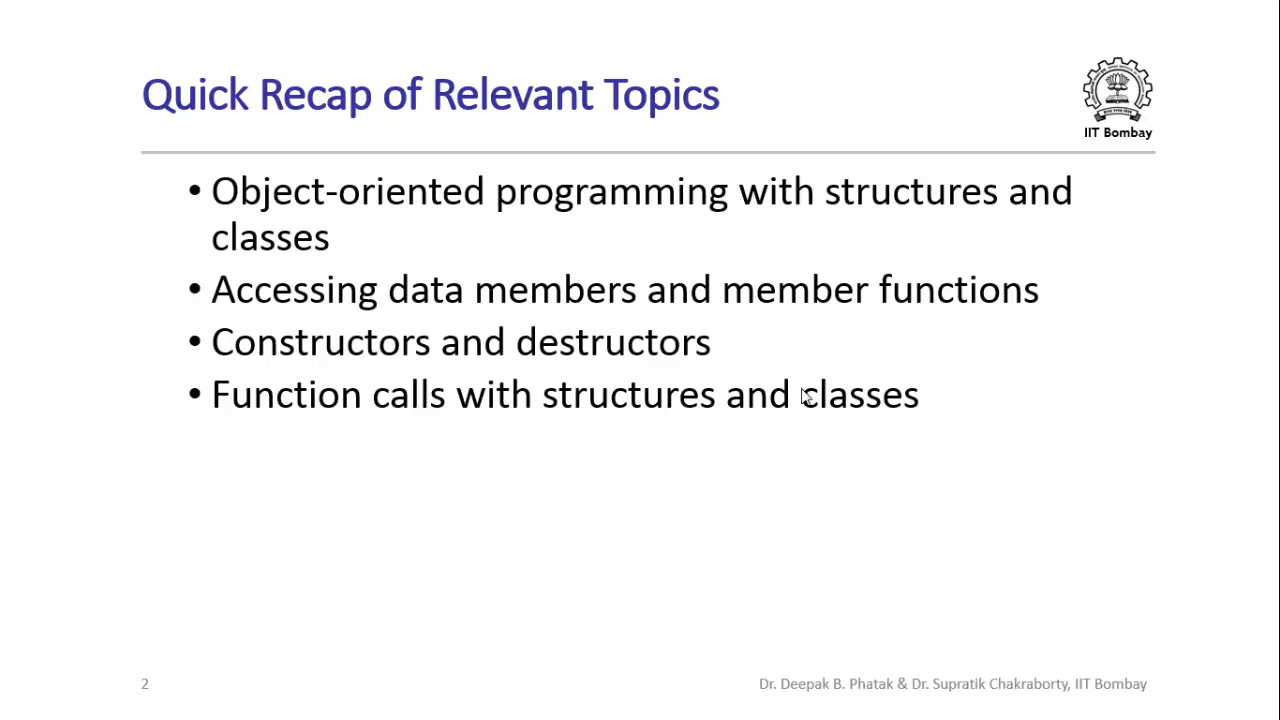 Quick Recap of Relevant Topics
IIT Bombay
• Object-oriented programming with structures and
classes
• Accessing data members and member functions
• Constructors and destructors
• Function calls with structures and classes
2
Dr. Deepak B. Phatak & Dr. Supratik Chakraborty, IIT Bombay